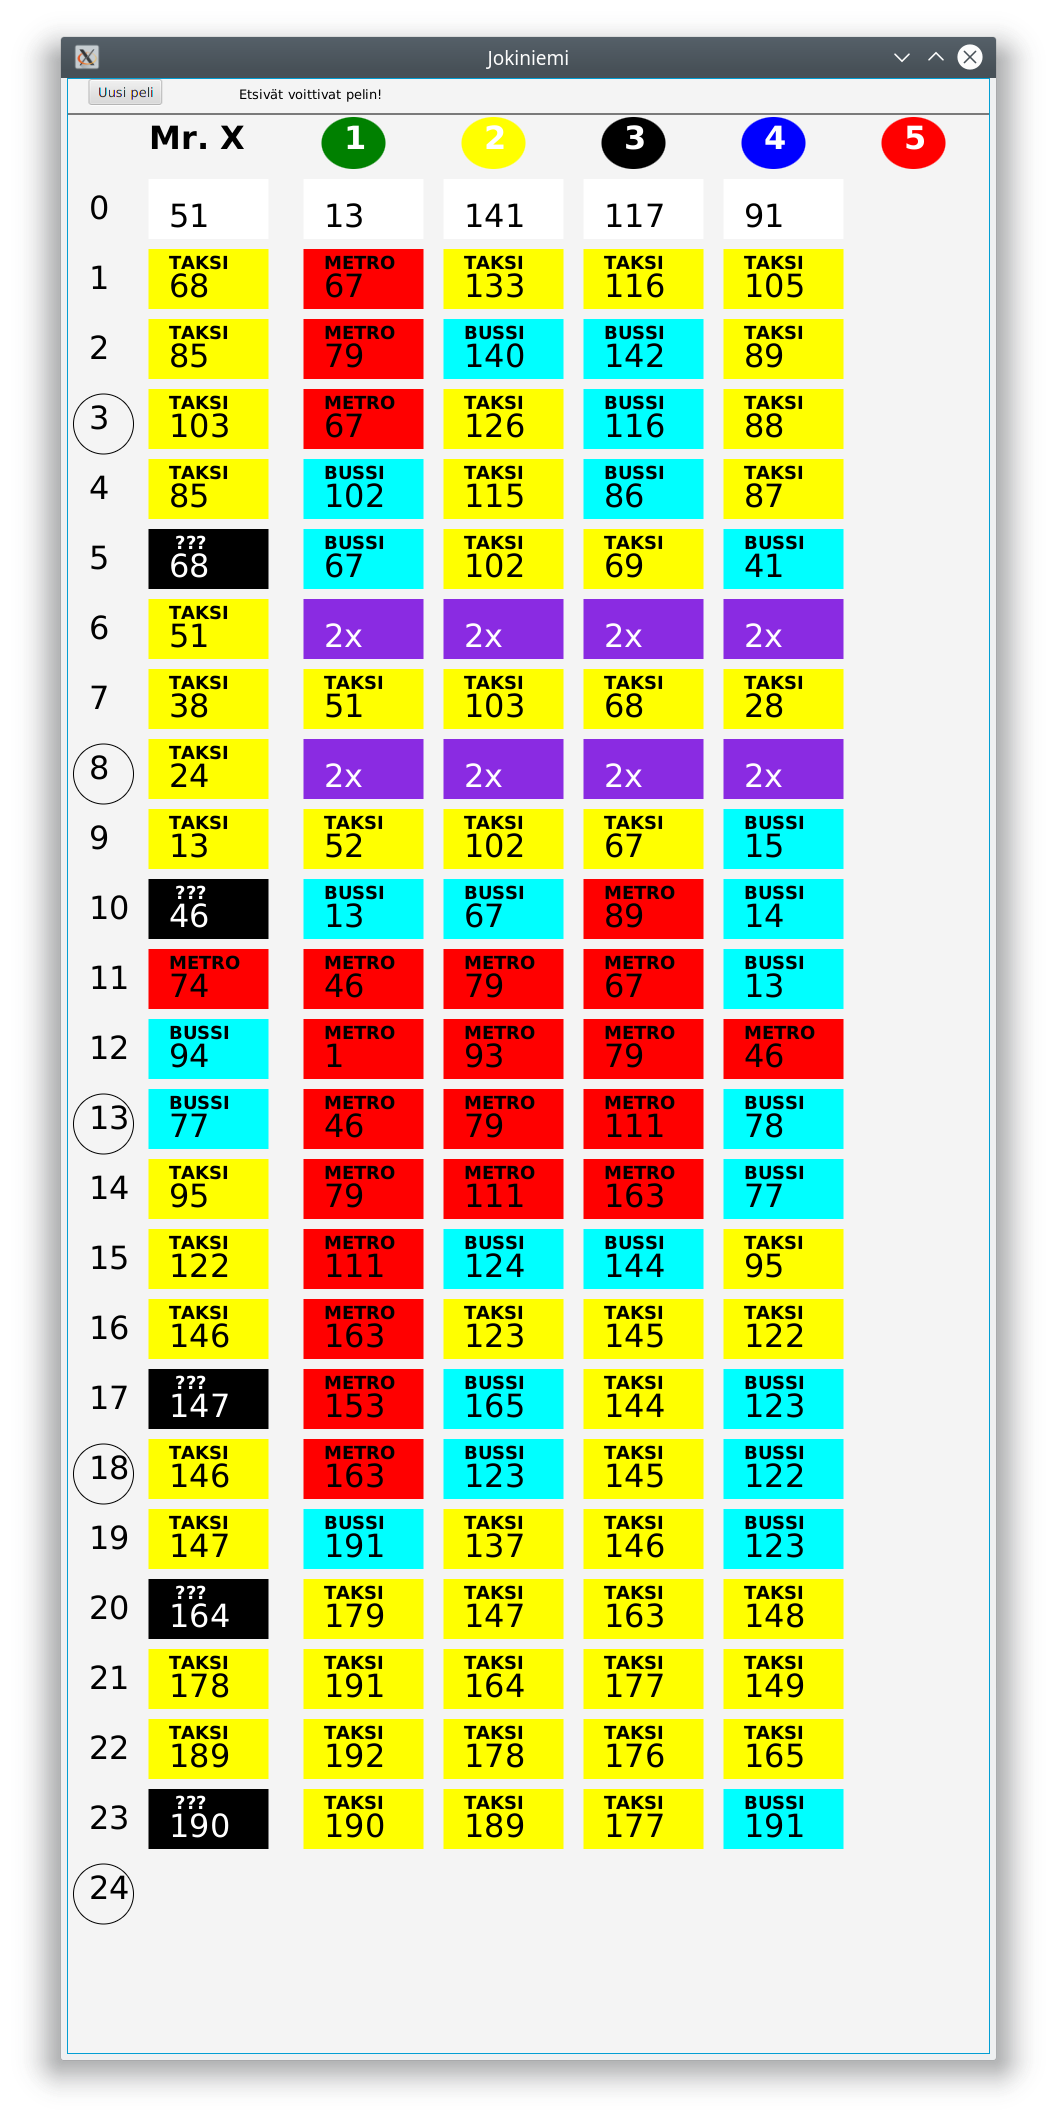 Jokiniemi
Uusi peli Etsivät voittivat pelin!
Mr. X 1 2 3 4 5
0 51 13 141 117 91
TAKSI METRO TAKSI TAKSI TAKSI
1 68 67 133 116 105
TAKSI METRO BUSSI BUSSI TAKSI
2 85 79 140 142 89
TAKSI METRO TAKSI BUSSI TAKSI
3 103 67 126 116 88
TAKSI BUSSI TAKSI BUSSI TAKSI
4 85 102 115 86 87
??? BUSSI TAKSI TAKSI BUSSI
5 68 67 102 69 41
TAKSI
6 51 2x 2x 2x 2x
TAKSI TAKSI TAKSI TAKSI TAKSI
7 38 51 103 68 28
TAKSI
8 24 2x 2x 2x 2x
TAKSI TAKSI TAKSI TAKSI BUSSI
9 13 52 102 67 15
??? BUSSI BUSSI METRO BUSSI
10 46 13 67 89 14
METRO METRO METRO METRO BUSSI
11 74 46 79 67 13
BUSSI METRO METRO METRO METRO
12 94 1 93 79 46
BUSSI METRO METRO METRO BUSSI
13 77 46 79 111 78
TAKSI METRO METRO METRO BUSSI
14 95 79 111 163 77
TAKSI METRO BUSSI BUSSI TAKSI
15 122 111 124 144 95
TAKSI METRO TAKSI TAKSI TAKSI
16 146 163 123 145 122
??? METRO BUSSI TAKSI BUSSI
17 147 153 165 144 123
TAKSI METRO BUSSI TAKSI BUSSI
18 146 163 123 145 122
TAKSI BUSSI TAKSI TAKSI BUSSI
19 147 191 137 146 123
??? TAKSI TAKSI TAKSI TAKSI
20 164 179 147 163 148
TAKSI TAKSI TAKSI TAKSI TAKSI
21 178 191 164 177 149
TAKSI TAKSI TAKSI TAKSI TAKSI
22 189 192 178 176 165
??? TAKSI TAKSI TAKSI BUSSI
23 190 190 189 177 191
24